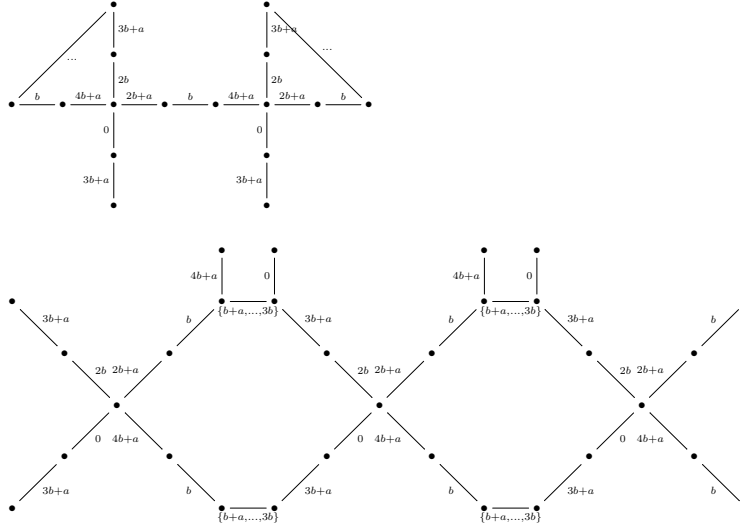 3b+a 3b+a
... ...
2b 2b
b 4b+a 2b+a b 4b+a 2b+a b
0 0
3b+a 3b+a
4b+a 0 4b+a 0
{b+a,...,3b} {b+a,...,3b}
3b+a b 3b+a b 3b+a b
2b 2b+a 2b 2b+a 2b 2b+a
0 4b+a 0 4b+a 0 4b+a
3b+a b 3b+a b 3b+a b
{b+a,...,3b} {b+a,...,3b}